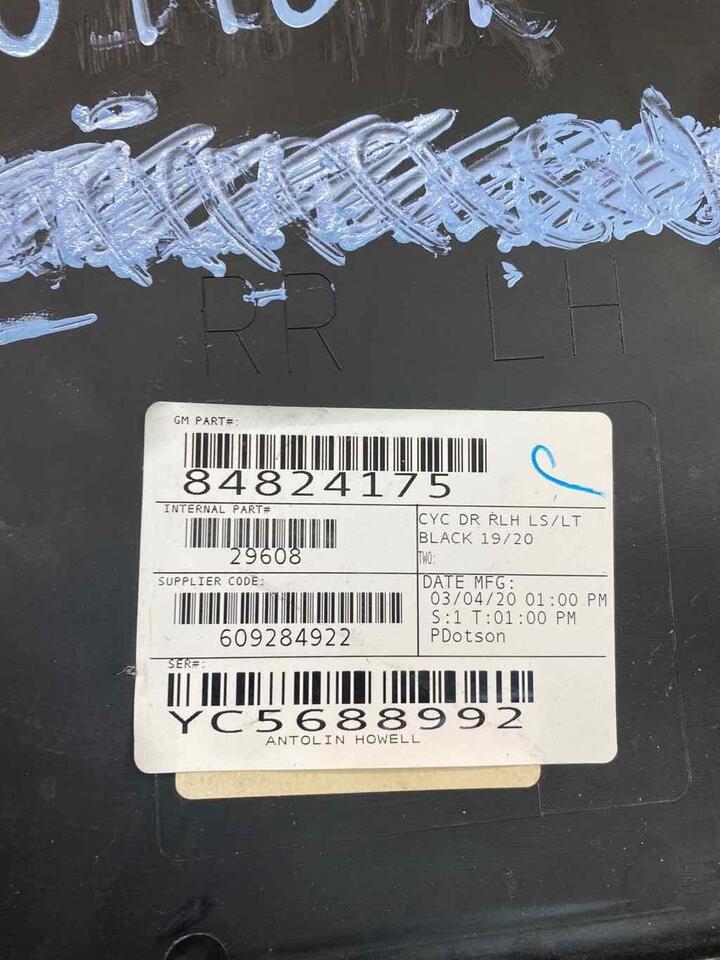 RR LH
GM PART#:
84824175
INTERNAL PART#
29608
CYC DR RLH LS/LT
BLACK 19/20
TWO:
SUPPLIER CODE:
609284922
DATE MFG:
03/04/20 01:00 PM
S:1 T:01:00 PM
PDotson
SER#:
YC5688992
ANTOLIN HOWELL